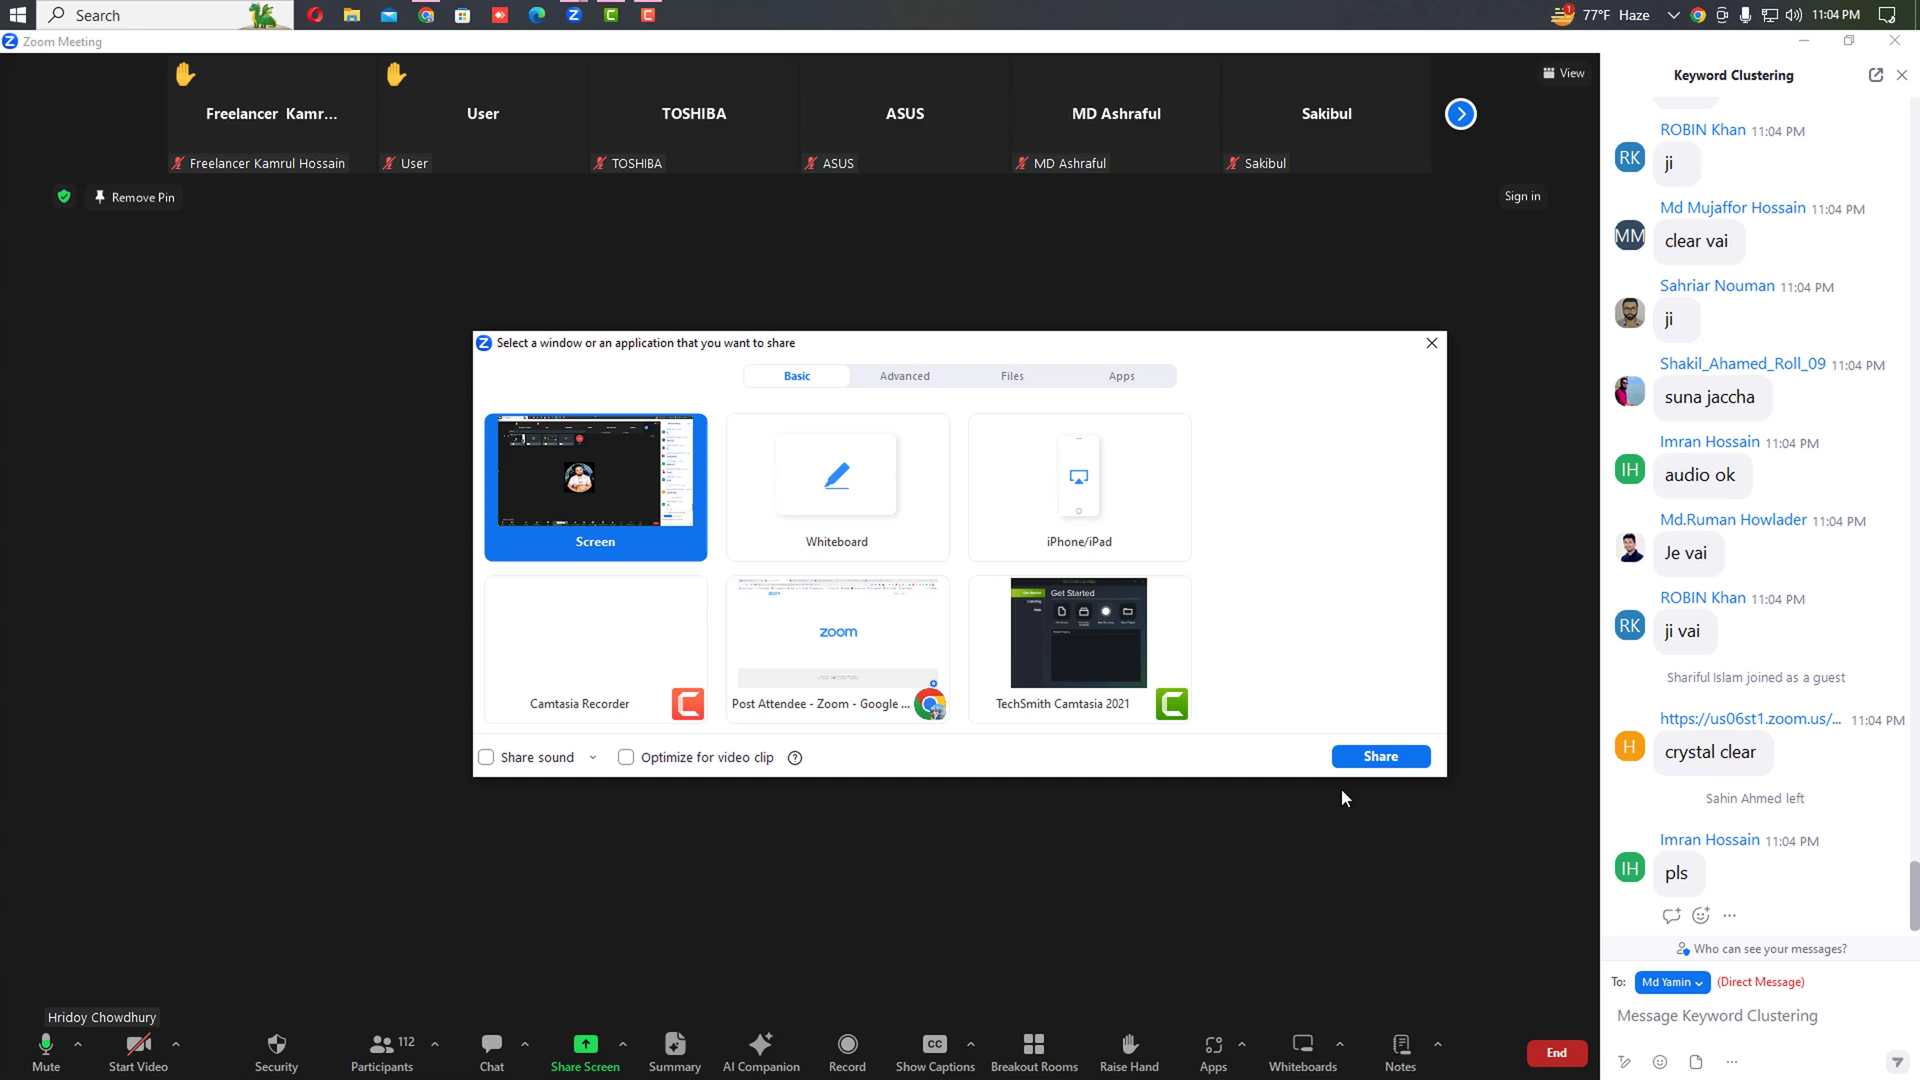 Search
77°F Haze
11:04 PM
Zoom Meeting
Freelancer Kamr...
User
TOSHIBA
ASUS
MD Ashraful
Sakibul
View
Freelancer Kamrul Hossain
User
TOSHIBA
ASUS
MD Ashraful
Sakibul
Remove Pin
Sign in
Select a window or an application that you want to share
Basic
Advanced
Files
Apps
Screen
Whiteboard
iPhone/iPad
Camtasia Recorder
zoom
Post Attendee - Zoom - Google ...
Get Started
TechSmith Camtasia 2021
Share sound
Optimize for video clip
Share
Keyword Clustering
ROBIN Khan 11:04 PM
RK
ji
Md Mujaffor Hossain 11:04 PM
MM
clear vai
Sahriar Nouman 11:04 PM
ji
Shakil_Ahamed_Roll_09 11:04 PM
suna jaccha
Imran Hossain 11:04 PM
IH
audio ok
Md.Ruman Howlader 11:04 PM
Je vai
ROBIN Khan 11:04 PM
RK
ji vai
Shariful Islam joined as a guest
https://us06st1.zoom.us/... 11:04 PM
H
crystal clear
Sahin Ahmed left
Imran Hossain 11:04 PM
IH
pls
Who can see your messages?
To: Md Yamin (Direct Message)
Message Keyword Clustering
Hridoy Chowdhury
Mute
Start Video
Security
112
Participants
Chat
Share Screen
Summary
AI Companion
Record
CC
Show Captions
Breakout Rooms
Raise Hand
Apps
Whiteboards
Notes
End